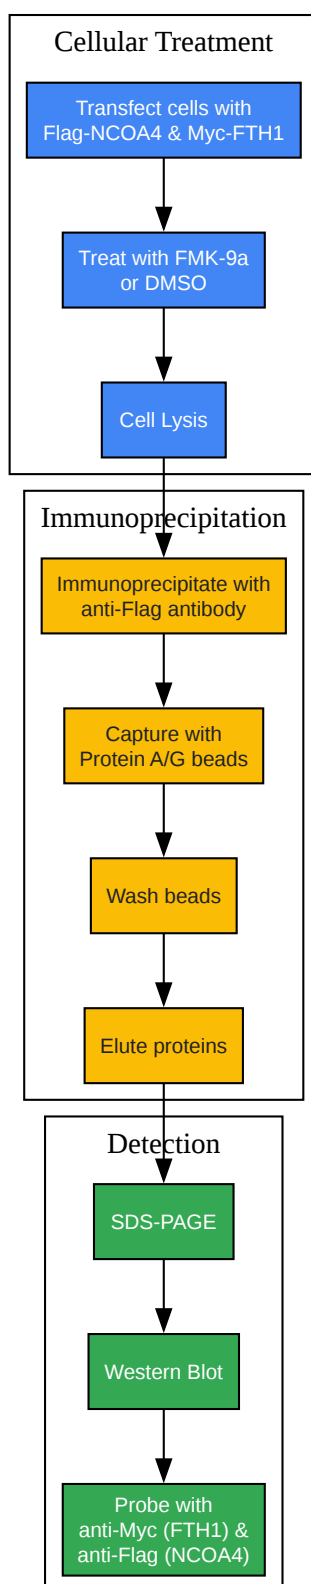 Cellular Treatment
Transfect cells with
Flag-NCOA4 & Myc-FTH1
Treat with FMK-9a
or DMSO
Cell Lysis
Immunoprecipitation
Immunoprecipitate with
anti-Flag antibody
Capture with
Protein A/G beads
Wash beads
Elute proteins
Detection
SDS-PAGE
Western Blot
Probe with
anti-Myc (FTH1) &
anti-Flag (NCOA4)